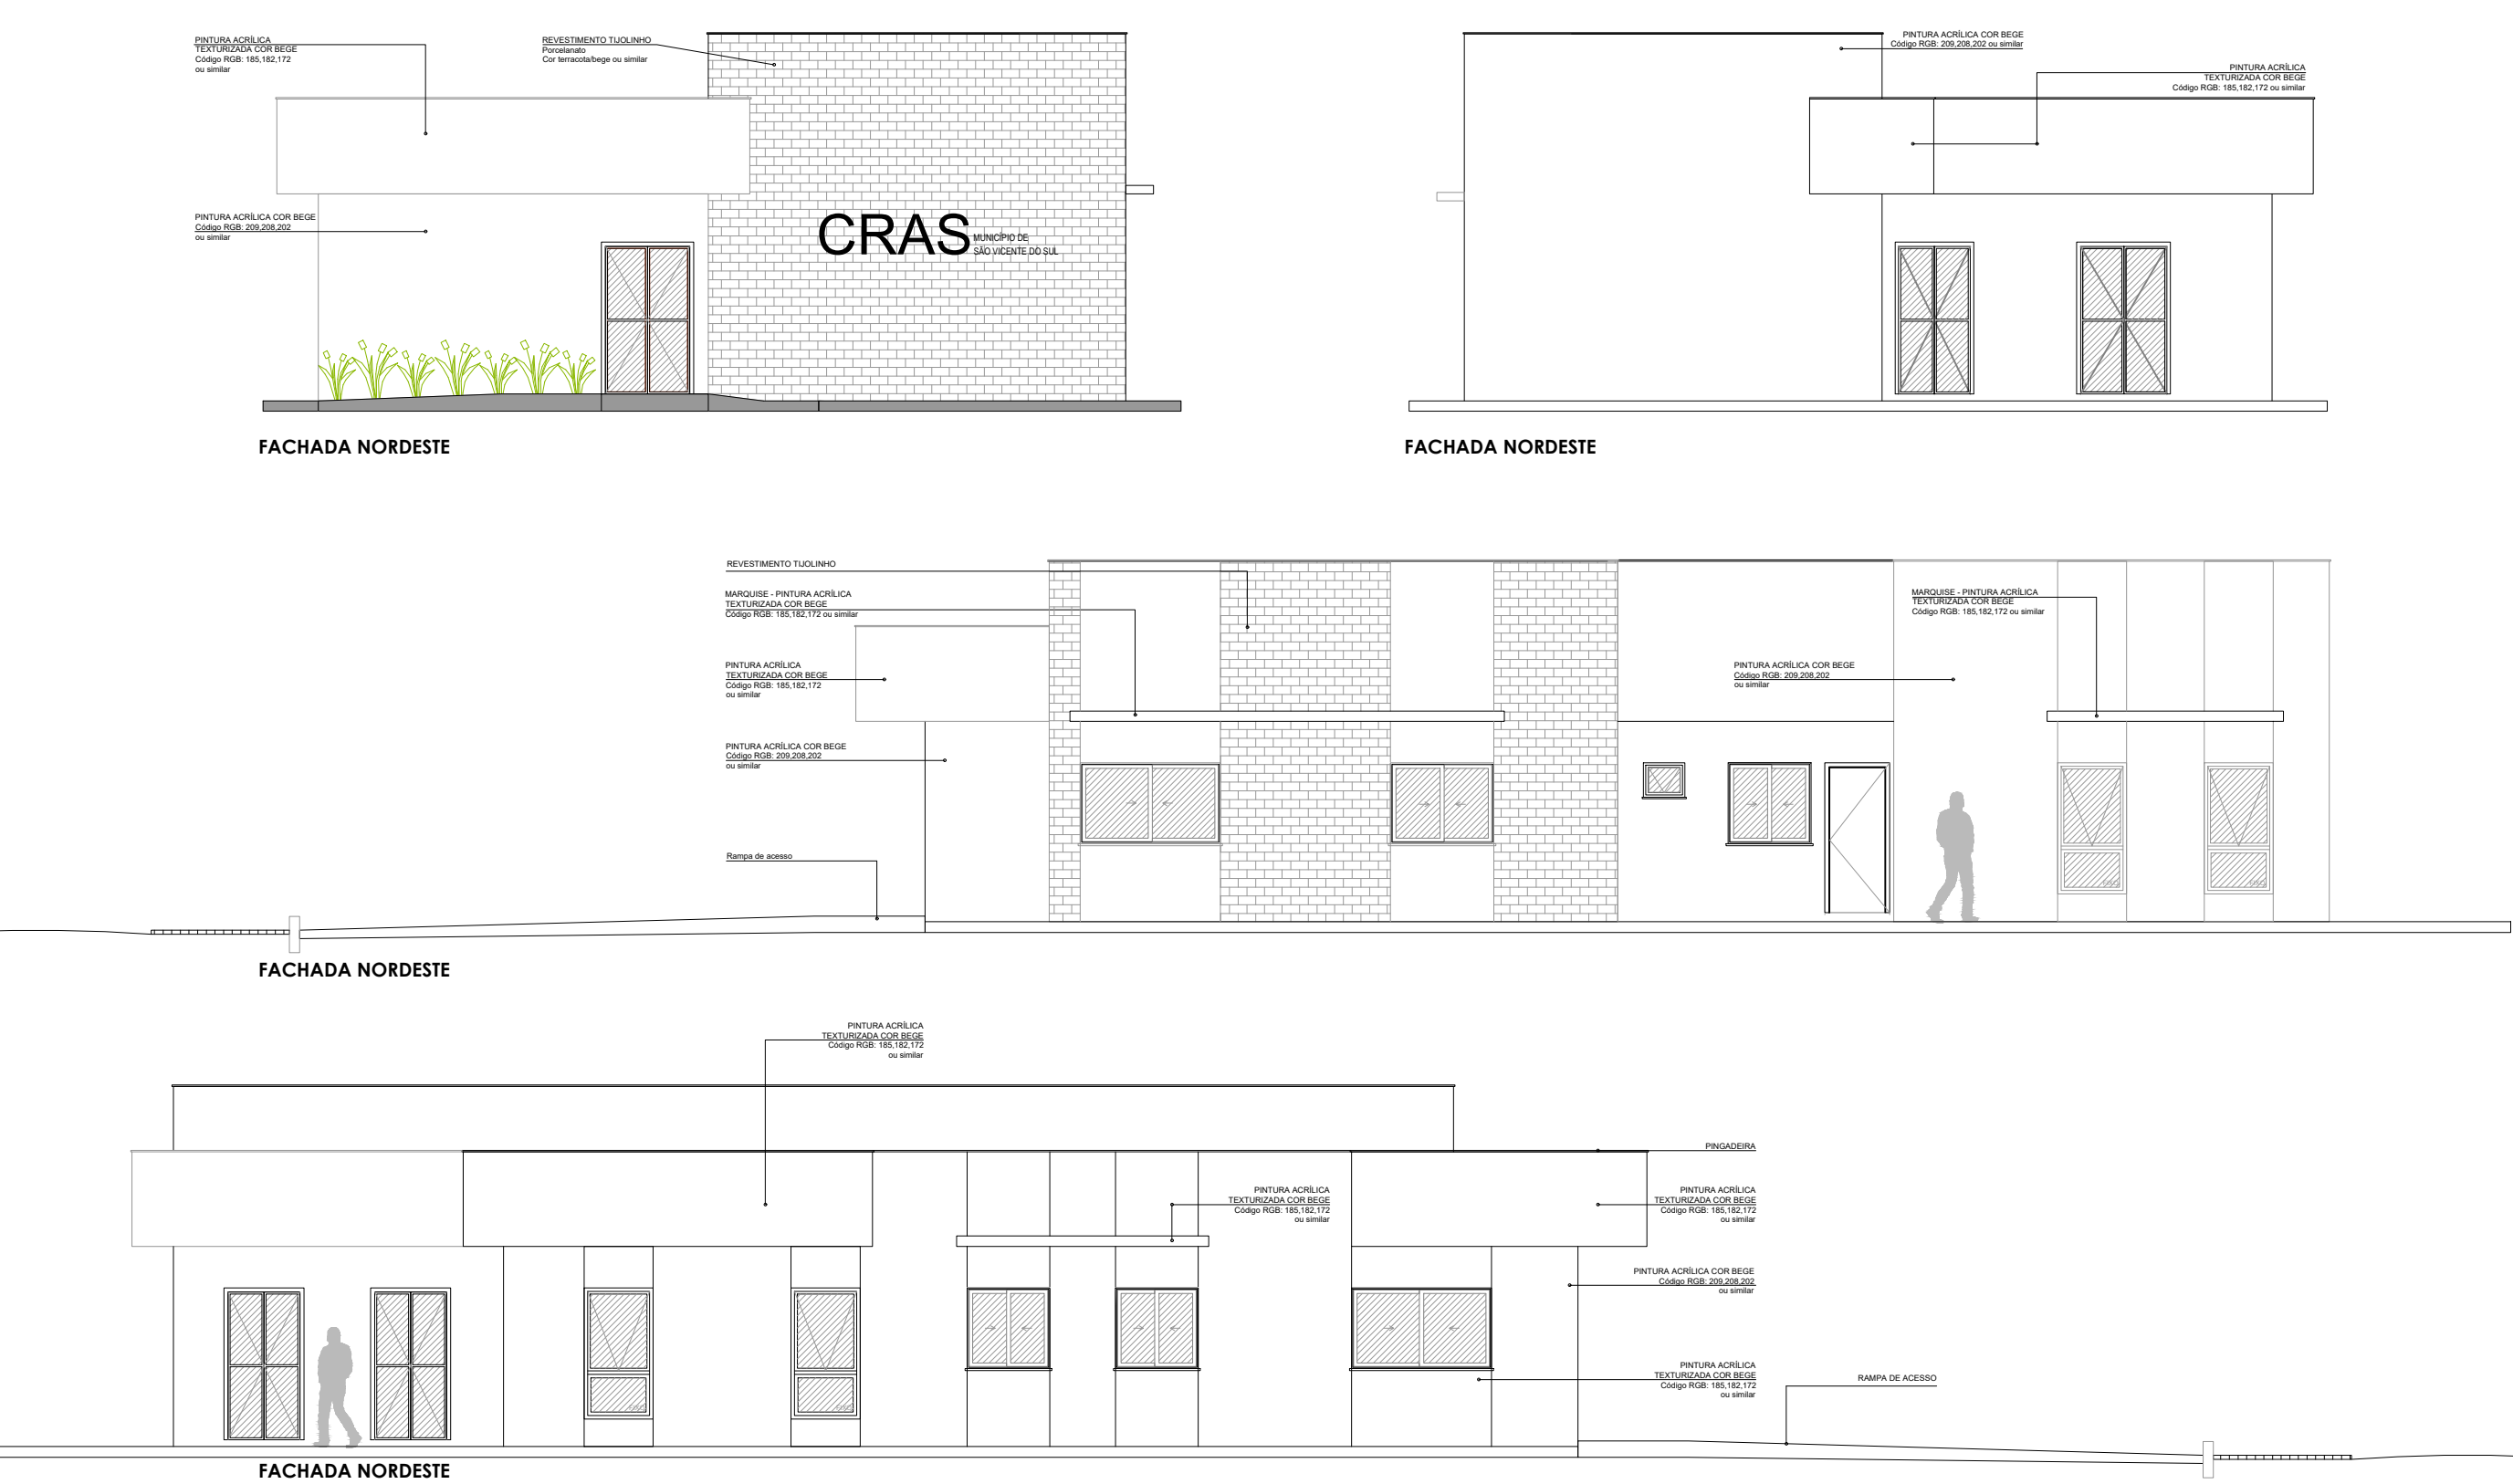 PINTURA ACRÍLICA
TEXTURIZADA COR BEGE
Código RGB: 185,182,172
ou similar
REVESTIMENTO TIJOLINHO
Porcelanato
Cor terracota/bege ou similar
PINTURA ACRÍLICA COR BEGE
Código RGB: 209,208,202
ou similar
CRAS
MUNICÍPIO DE
SÃO VICENTE DO SUL
FACHADA NORDESTE
PINTURA ACRÍLICA COR BEGE
Código RGB: 209,208,202 ou similar
PINTURA ACRÍLICA
TEXTURIZADA COR BEGE
Código RGB: 185,182,172 ou similar
FACHADA NORDESTE
REVESTIMENTO TIJOLINHO
MARQUISE - PINTURA ACRÍLICA
TEXTURIZADA COR BEGE
Código RGB: 185,182,172 ou similar
PINTURA ACRÍLICA
TEXTURIZADA COR BEGE
Código RGB: 185,182,172
ou similar
PINTURA ACRÍLICA COR BEGE
Código RGB: 209,208,202
ou similar
Rampa de acesso
MARQUISE - PINTURA ACRÍLICA
TEXTURIZADA COR BEGE
Código RGB: 185,182,172 ou similar
PINTURA ACRÍLICA COR BEGE
Código RGB: 209,208,202
ou similar
FIXO
FIXO
FACHADA NORDESTE
PINTURA ACRÍLICA
TEXTURIZADA COR BEGE
Código RGB: 185,182,172
ou similar
PINGADEIRA
PINTURA ACRÍLICA
TEXTURIZADA COR BEGE
Código RGB: 185,182,172
ou similar
PINTURA ACRÍLICA
TEXTURIZADA COR BEGE
Código RGB: 185,182,172
ou similar
PINTURA ACRÍLICA COR BEGE
Código RGB: 209,208,202
ou similar
PINTURA ACRÍLICA
TEXTURIZADA COR BEGE
Código RGB: 185,182,172
ou similar
RAMPA DE ACESSO
FIXO
FIXO
FACHADA NORDESTE